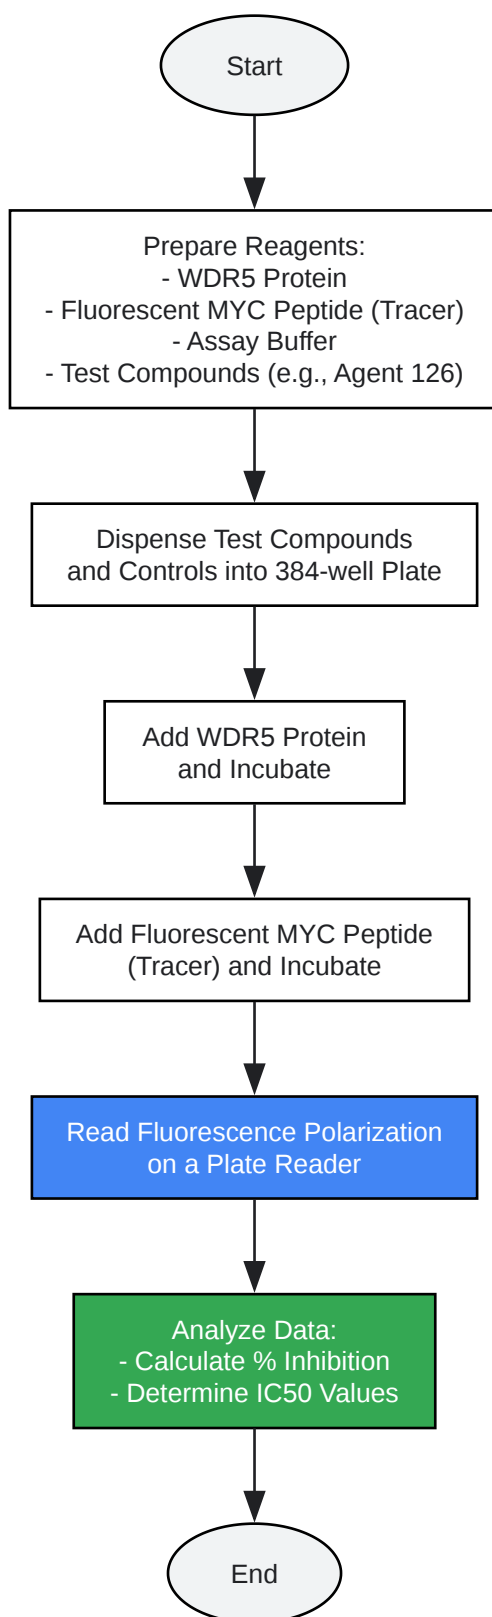 Start
Prepare Reagents:
- WDR5 Protein
- Fluorescent MYC Peptide (Tracer)
- Assay Buffer
- Test Compounds (e.g., Agent 126)
Dispense Test Compounds
and Controls into 384-well Plate
Add WDR5 Protein
and Incubate
Add Fluorescent MYC Peptide
(Tracer) and Incubate
Read Fluorescence Polarization
on a Plate Reader
Analyze Data:
- Calculate % Inhibition
- Determine IC50 Values
End